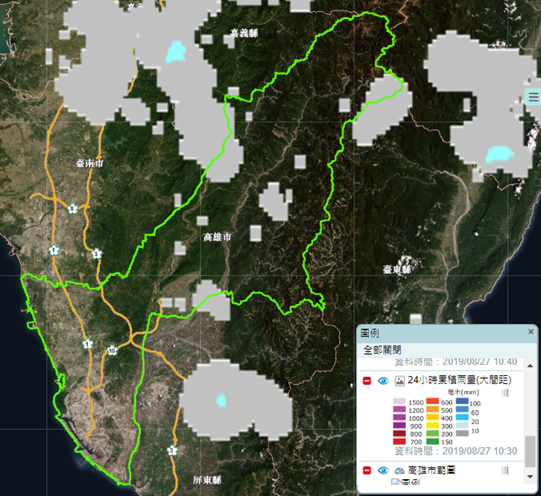 嘉義縣
臺南市
高雄市
臺東縣
屏東縣
圖例
全部關閉
資料時間：2019/08/27 10:40
24小時累積雨量(大間距)
毫米(mm)
1500 600 100
1200 500 60
1000 400 20
900 300 10
800 200
700 150
資料時間：2019/08/27 10:30
高雄市範圍
圖例